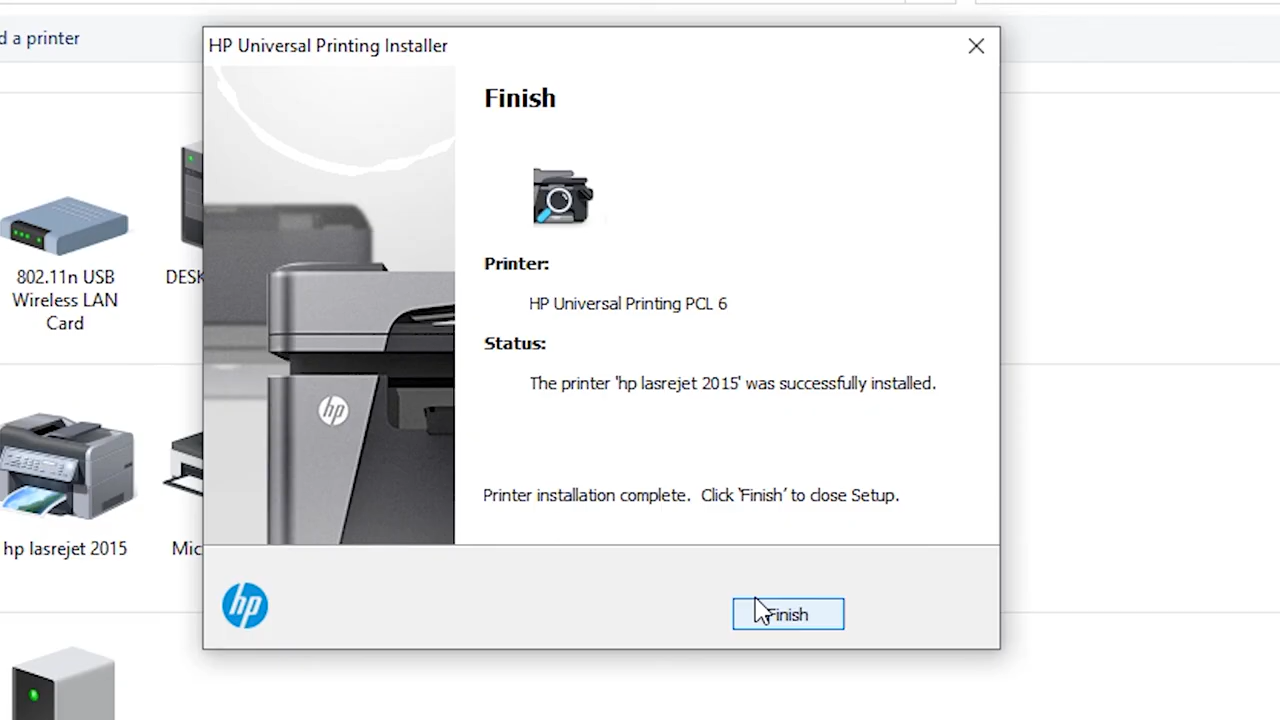 d a printer
HP Universal Printing Installer
Finish
802.11n USB
Wireless LAN
Card
DESK
Printer:
HP Universal Printing PCL 6
Status:
The printer 'hp lasrejet 2015' was successfully installed.
hp
hp lasrejet 2015
Mic
Printer installation complete. Click 'Finish' to close Setup.
hp
Finish